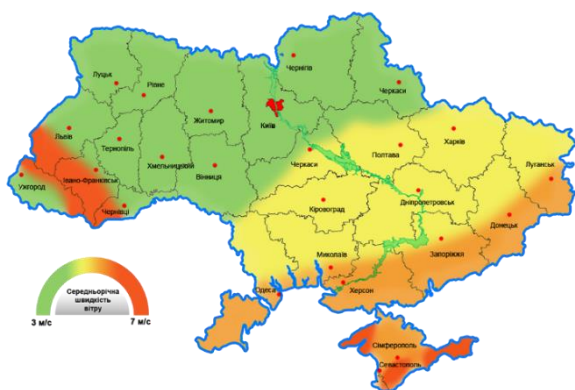 Чернігів
Луцьк
Рівне
Черкаси
Житомир
Київ
Львів
Тернопіль
Хмельницкий
Вінниця
Черкаси
Полтава
Харків
Ужгород
Івано-Франківськ
Чернівці
Луганськ
Кіровоград
Дніпропетровськ
Донецьк
Запоріжжя
Миколаїв
Одеса
Херсон
Сімферополь
Севастополь
Середньорічна
швидкість
вітру
3 м/с
7 м/с